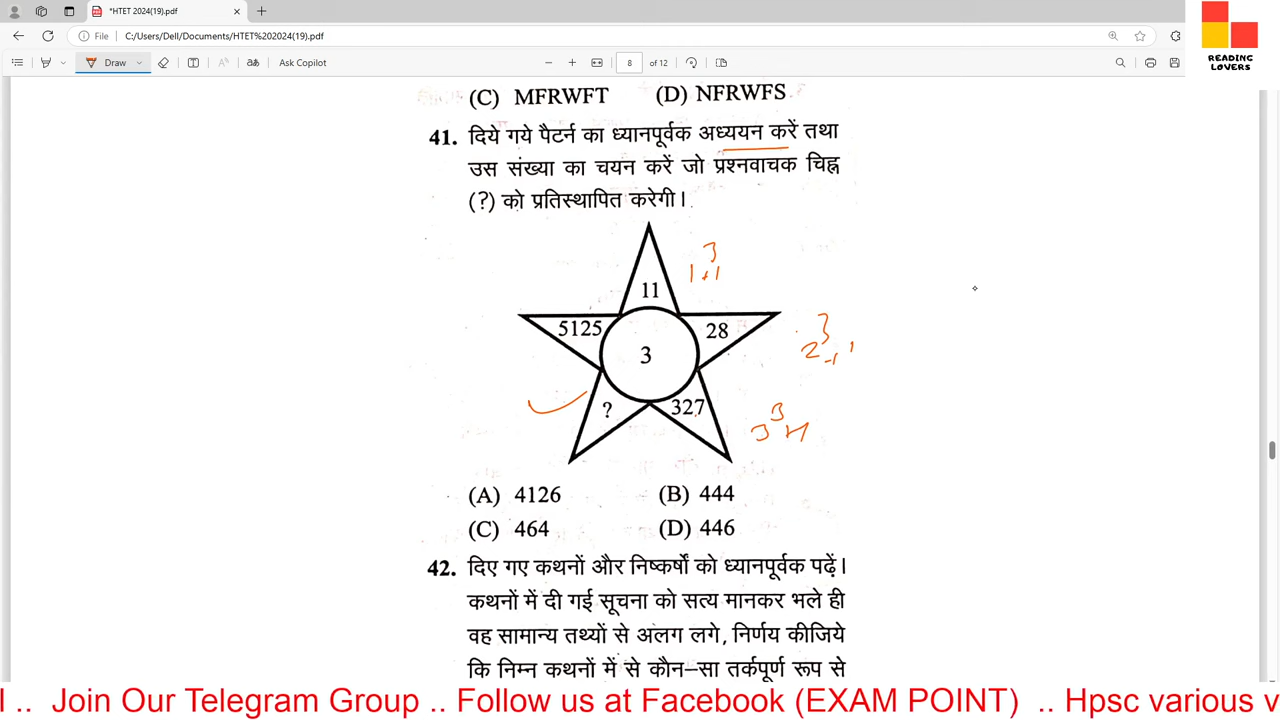 *HTET 2024(19).pdf
File
C:/Users/Dell/Documents/HTET%202024(19).pdf
READING
LOVERS
Draw
Ask Copilot
8 of 12
(C) MFRWFT (D) NFRWFS
41. दिये गये पैटर्न का ध्यानपूर्वक अध्ययन करें तथा
उस संख्या का चयन करें जो प्रश्नवाचक चिह्न
(?) को प्रतिस्थापित करेगी।
11
5125
28
3
?
327
(A) 4126 (B) 444
(C) 464 (D) 446
42. दिए गए कथनों और निष्कर्षों को ध्यानपूर्वक पढ़ें।
कथनों में दी गई सूचना को सत्य मानकर भले ही
वह सामान्य तथ्यों से अलग लगे, निर्णय कीजिये
कि निम्न कथनों में से कौन-सा तर्कपूर्ण रूप से
.. Join Our Telegram Group .. Follow us at Facebook (EXAM POINT) .. Hpsc various v